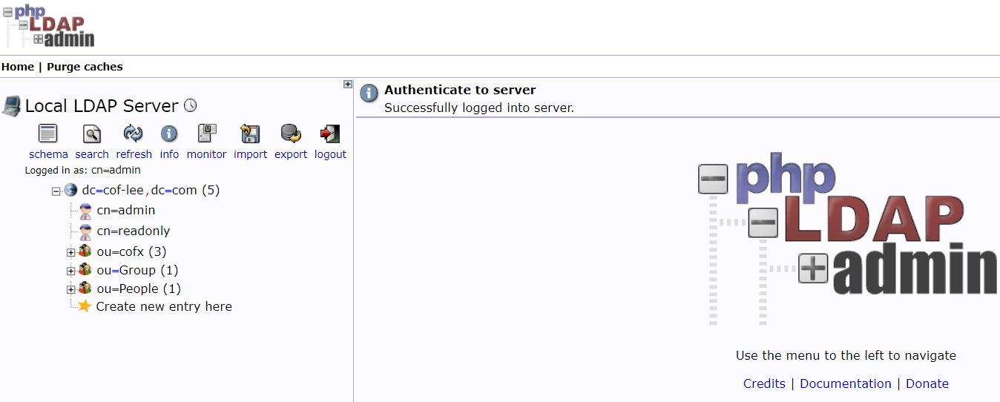 php
LDAP
admin
Home | Purge caches
Local LDAP Server
schema search refresh info monitor import export logout
Logged in as: cn=admin
dc=cof-lee,dc=com (5)
cn=admin
cn=readonly
ou=cofx (3)
ou=Group (1)
ou=People (1)
Create new entry here
Authenticate to server
Successfully logged into server.
php
LDAP
admin
Use the menu to the left to navigate
Credits | Documentation | Donate